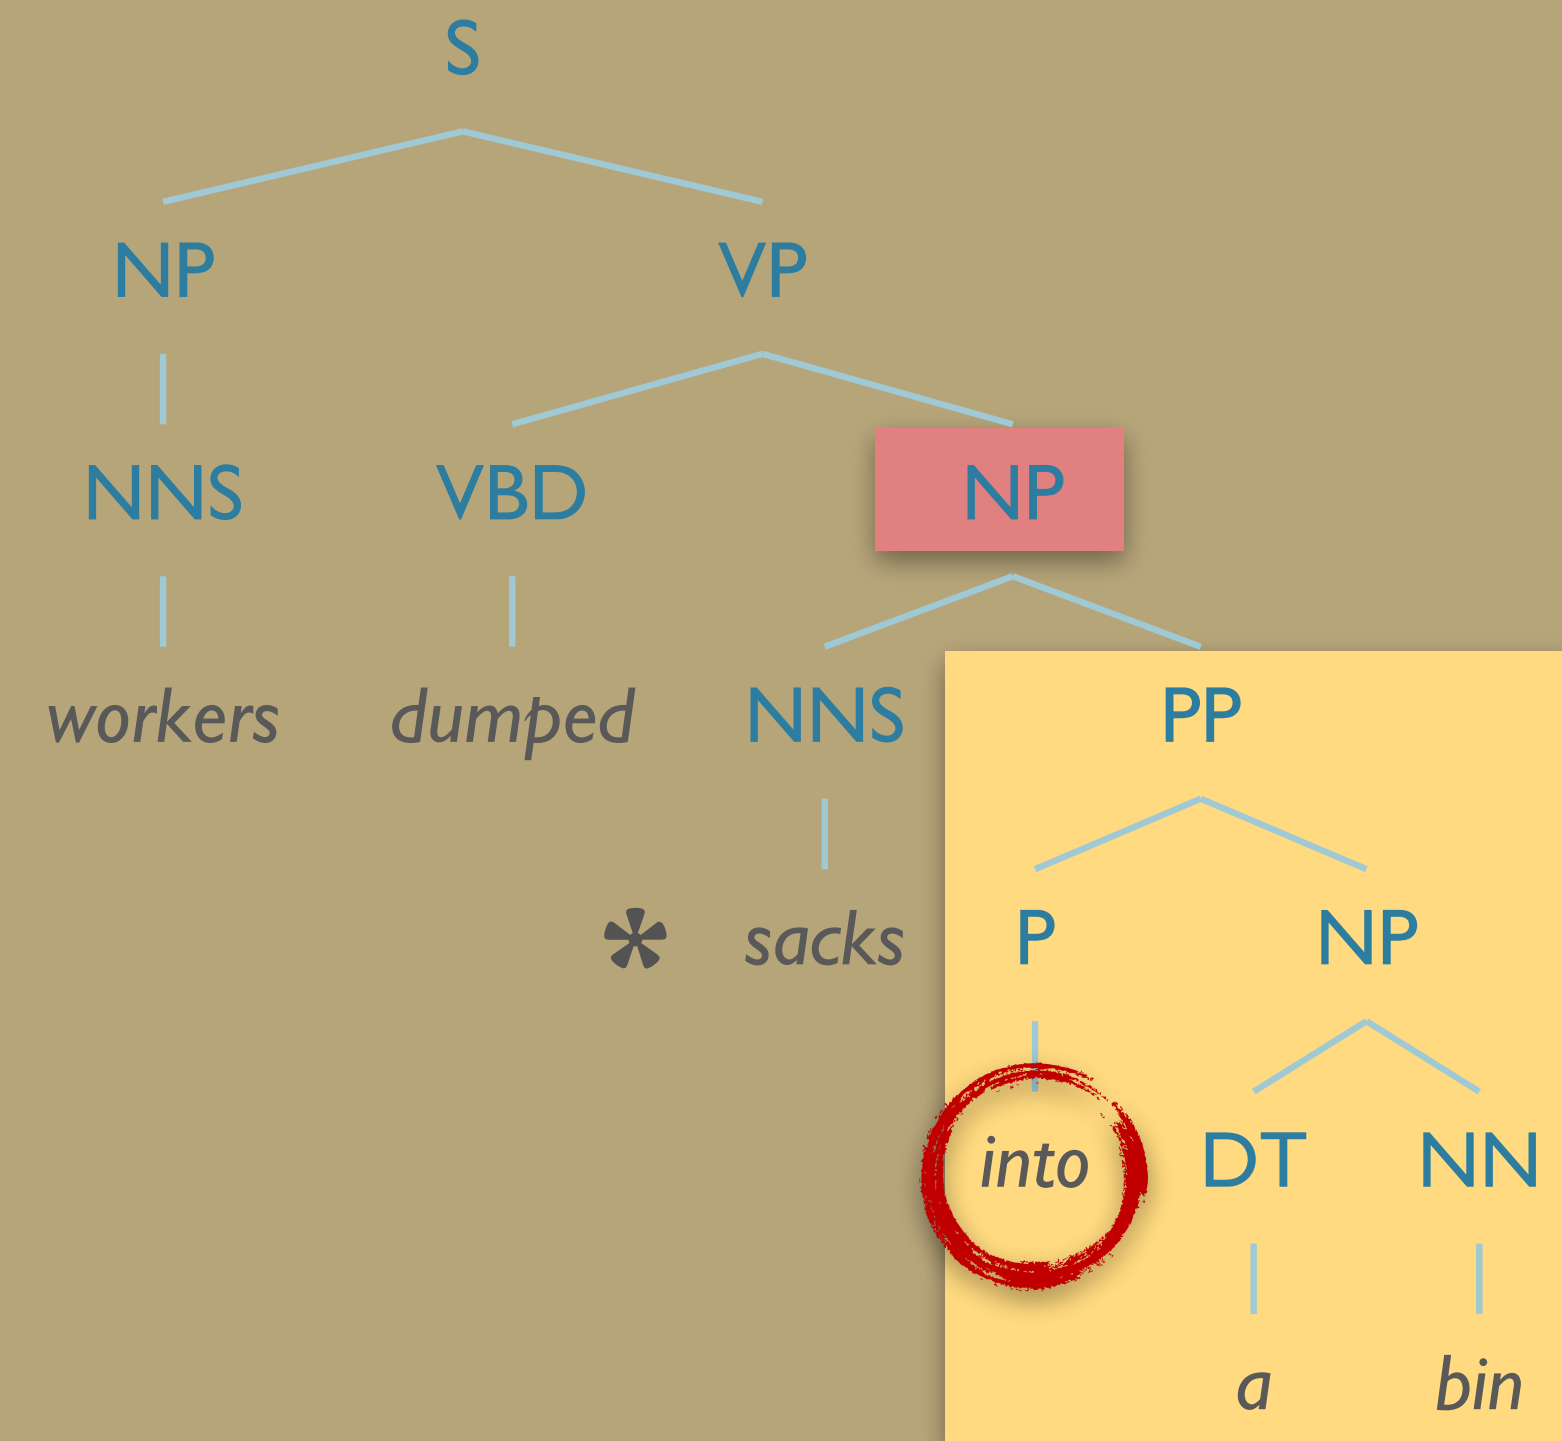 S
NP VP
NNS VBD NP
workers dumped NNS PP
* sacks P NP
into DT NN
a bin